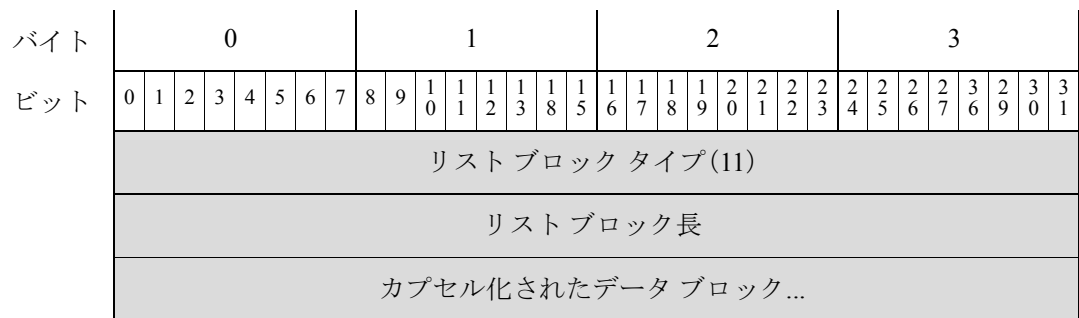 バイト 0 1 2 3
ビット 0 1 2 3 4 5 6 7 8 9 10 11 12 13 18 15 16 17 18 19 20 21 22 23 24 25 26 27 36 29 30 31
リスト ブロック タイプ(11)
リスト ブロック長
カプセル化されたデータ ブロック...